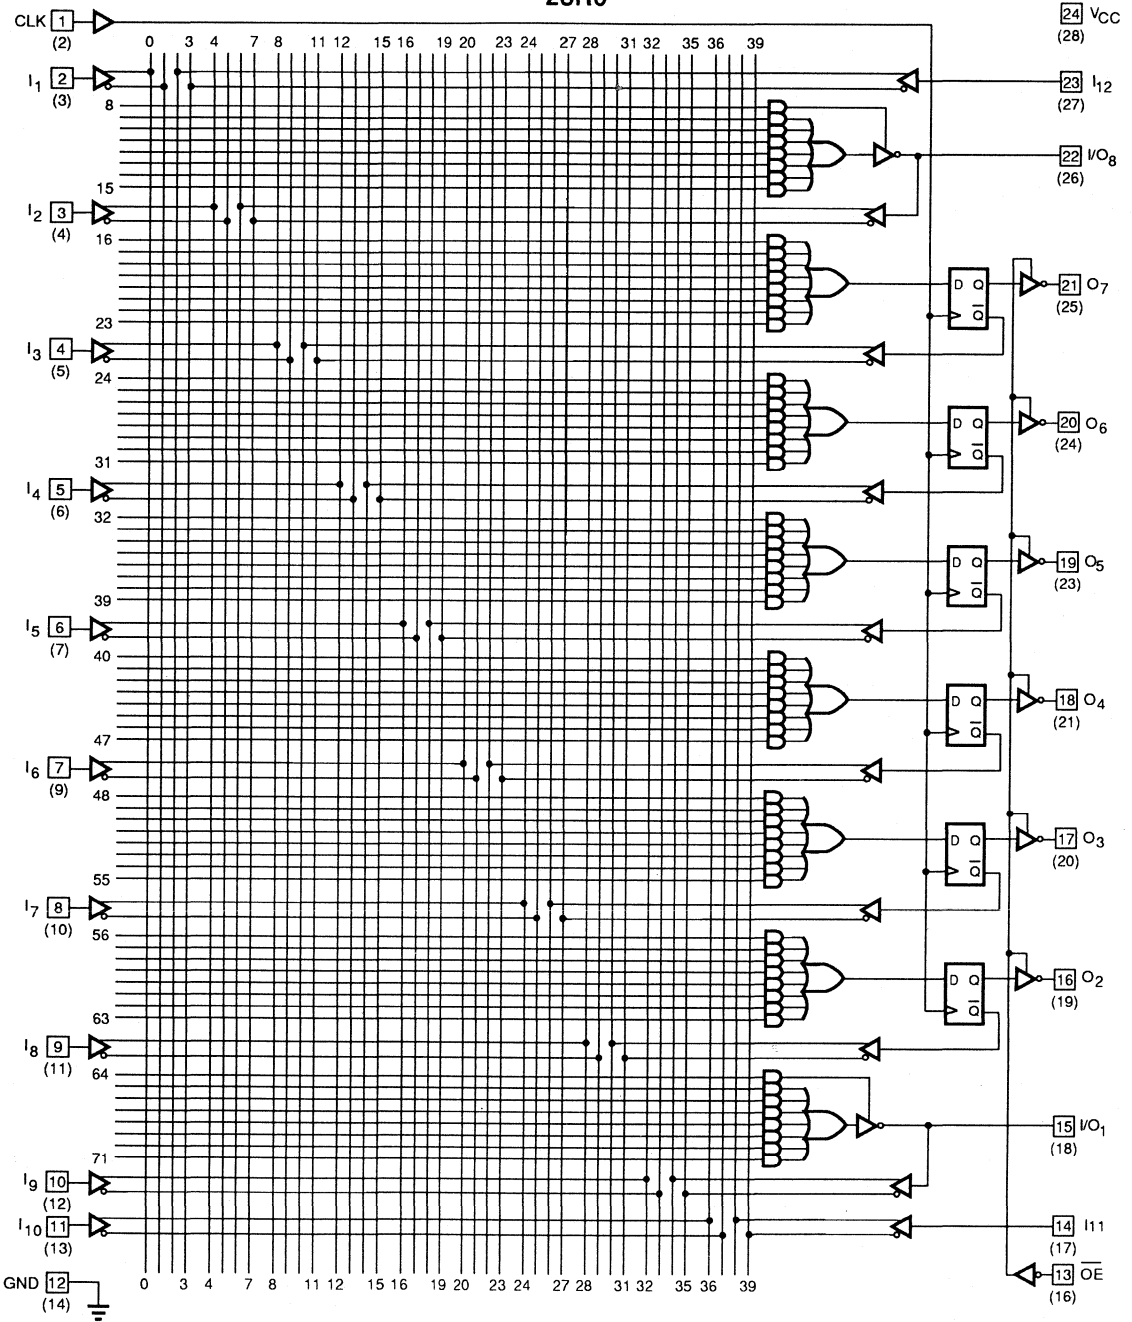 CLK 1 (2)
24 VCC (28)
0 3 4 7 8 11 12 15 16 19 20 23 24 27 28 31 32 35 36 39
I1 2 (3)
23 I12 (27)
8
22 I/O8 (26)
15
I2 3 (4)
16
D Q Q
21 O7 (25)
23
I3 4 (5)
24
D Q Q
20 O6 (24)
31
I4 5 (6)
32
D Q Q
19 O5 (23)
39
I5 6 (7)
40
D Q Q
18 O4 (21)
47
I6 7 (9)
48
D Q Q
17 O3 (20)
55
I7 8 (10)
56
D Q Q
16 O2 (19)
63
I8 9 (11)
64
15 I/O1 (18)
71
I9 10 (12)
I10 11 (13)
14 I11 (17)
GND 12 (14)
0 3 4 7 8 11 12 15 16 19 20 23 24 27 28 31 32 35 36 39
13 OE (16)